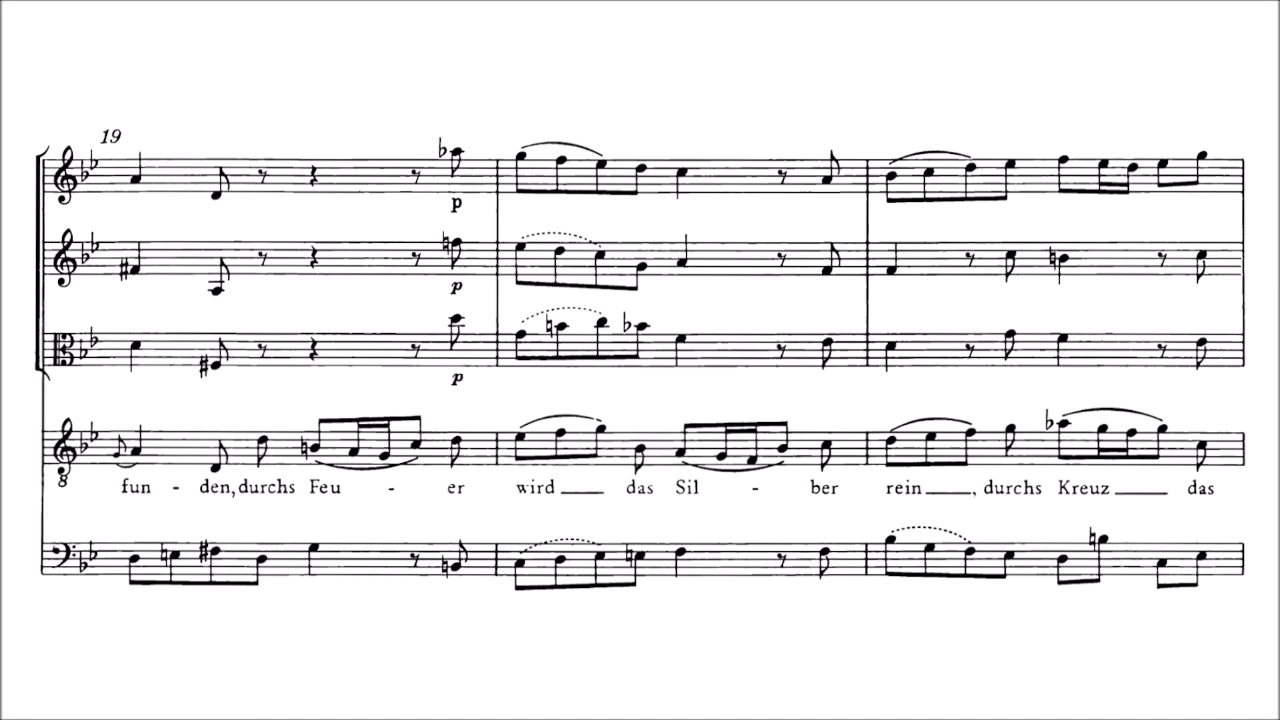 19
p
p
p
fun - den, durchs Feu - er wird das Sil - ber rein, durchs Kreuz das